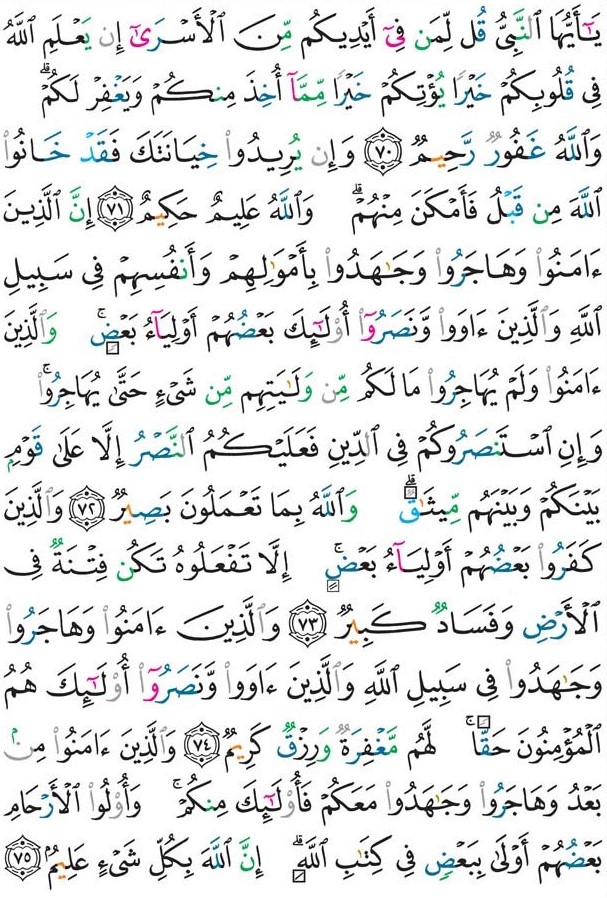 يَـٰٓأَيُّهَا ٱلنَّبِىُّ قُل لِّمَن فِىٓ أَيْدِيكُم مِّنَ ٱلْأَسْرَىٰٓ إِن يَعْلَمِ ٱللَّهُ
فِى قُلُوبِكُمْ خَيْرًا يُؤْتِكُمْ خَيْرًا مِّمَّآ أُخِذَ مِنكُمْ وَيَغْفِرْ لَكُمْ ۗ
وَٱللَّهُ غَفُورٌ رَّحِيمٌ ٧٠ وَإِن يُرِيدُوا۟ خِيَانَتَكَ فَقَدْ خَانُوا۟
ٱللَّهَ مِن قَبْلُ فَأَمْكَنَ مِنْهُمْ ۗ وَٱللَّهُ عَلِيمٌ حَكِيمٌ ٧١ إِنَّ ٱلَّذِينَ
ءَامَنُوا۟ وَهَاجَرُوا۟ وَجَـٰهَدُوا۟ بِأَمْوَٰلِهِمْ وَأَنفُسِهِمْ فِى سَبِيلِ
ٱللَّهِ وَٱلَّذِينَ ءَاوَوا۟ وَّنَصَرُوٓا۟ أُو۟لَـٰٓئِكَ بَعْضُهُمْ أَوْلِيَآءُ بَعْضٍ ۚ وَٱلَّذِينَ
ءَامَنُوا۟ وَلَمْ يُهَاجِرُوا۟ مَا لَكُم مِّن وَلَـٰيَتِهِم مِّن شَىْءٍ حَتَّىٰ يُهَاجِرُوا۟ ۚ
وَإِنِ ٱسْتَنصَرُوكُمْ فِى ٱلدِّينِ فَعَلَيْكُمُ ٱلنَّصْرُ إِلَّا عَلَىٰ قَوْمٍۭ
بَيْنَكُمْ وَبَيْنَهُم مِّيثَـٰقٌ ۗ وَٱللَّهُ بِمَا تَعْمَلُونَ بَصِيرٌ ٧٢ وَٱلَّذِينَ
كَفَرُوا۟ بَعْضُهُمْ أَوْلِيَآءُ بَعْضٍ ۚ إِلَّا تَفْعَلُوهُ تَكُن فِتْنَةٌ فِى
ٱلْأَرْضِ وَفَسَادٌ كَبِيرٌ ٧٣ وَٱلَّذِينَ ءَامَنُوا۟ وَهَاجَرُوا۟
وَجَـٰهَدُوا۟ فِى سَبِيلِ ٱللَّهِ وَٱلَّذِينَ ءَاوَوا۟ وَّنَصَرُوٓا۟ أُو۟لَـٰٓئِكَ هُمُ
ٱلْمُؤْمِنُونَ حَقًّا ۚ لَّهُم مَّغْفِرَةٌ وَرِزْقٌ كَرِيمٌ ٧٤ وَٱلَّذِينَ ءَامَنُوا۟ مِنۢ
بَعْدُ وَهَاجَرُوا۟ وَجَـٰهَدُوا۟ مَعَكُمْ فَأُو۟لَـٰٓئِكَ مِنكُمْ ۚ وَأُو۟لُوا۟ ٱلْأَرْحَامِ
بَعْضُهُمْ أَوْلَىٰ بِبَعْضٍ فِى كِتَـٰبِ ٱللَّهِ ۗ إِنَّ ٱللَّهَ بِكُلِّ شَىْءٍ عَلِيمٌۢ ٧٥